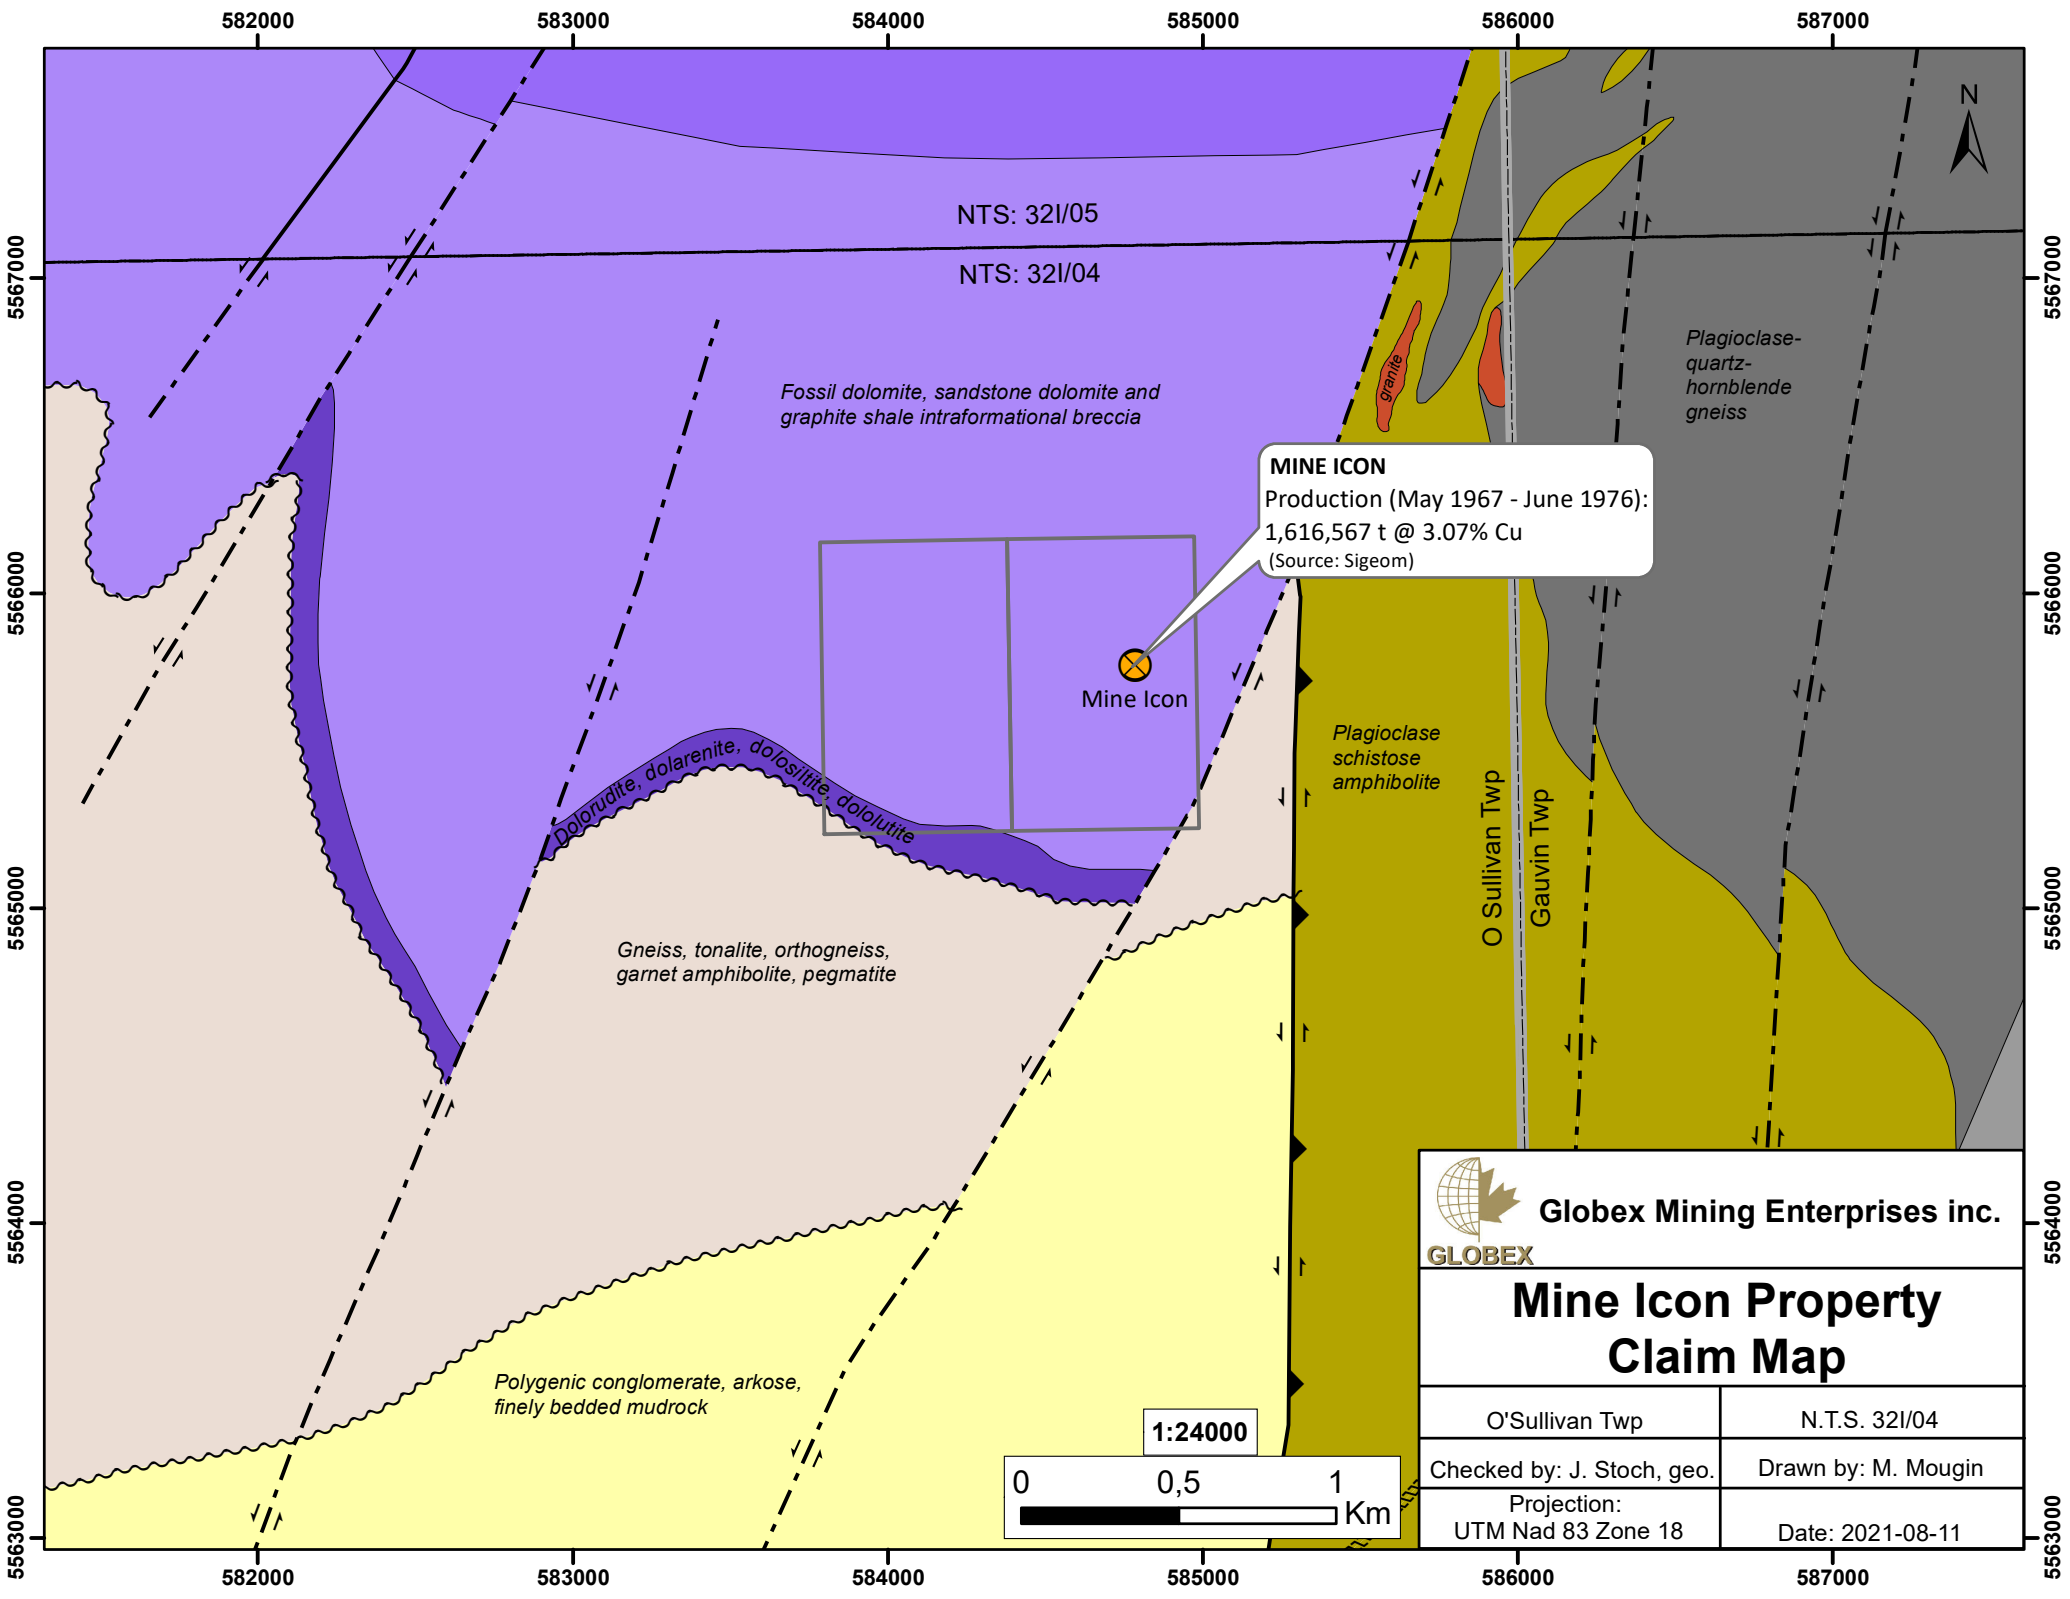 582000
583000
584000
585000
586000
587000
N
NTS: 32I/05
NTS: 32I/04
5567000
5567000
Fossil dolomite, sandstone dolomite and
graphite shale intraformational breccia
granite
Plagioclase-
quartz-
hornblende
gneiss
MINE ICON
Production (May 1967 - June 1976):
1,616,567 t @ 3.07% Cu
(Source: Sigeom)
5566000
5566000
Mine Icon
Dolorudite, dolarenite, dolosiltite, dololutite
Plagioclase
schistose
amphibolite
O Sullivan Twp
Gauvin Twp
5565000
5565000
Gneiss, tonalite, orthogneiss,
garnet amphibolite, pegmatite
5564000
5564000
Polygenic conglomerate, arkose,
finely bedded mudrock
1:24000
0 0,5 1
Km
GLOBEX
Globex Mining Enterprises inc.
Mine Icon Property
Claim Map
O'Sullivan Twp
N.T.S. 32I/04
Checked by: J. Stoch, geo.
Drawn by: M. Mougin
Projection:
UTM Nad 83 Zone 18
Date: 2021-08-11
5563000
5563000
582000
583000
584000
585000
586000
587000